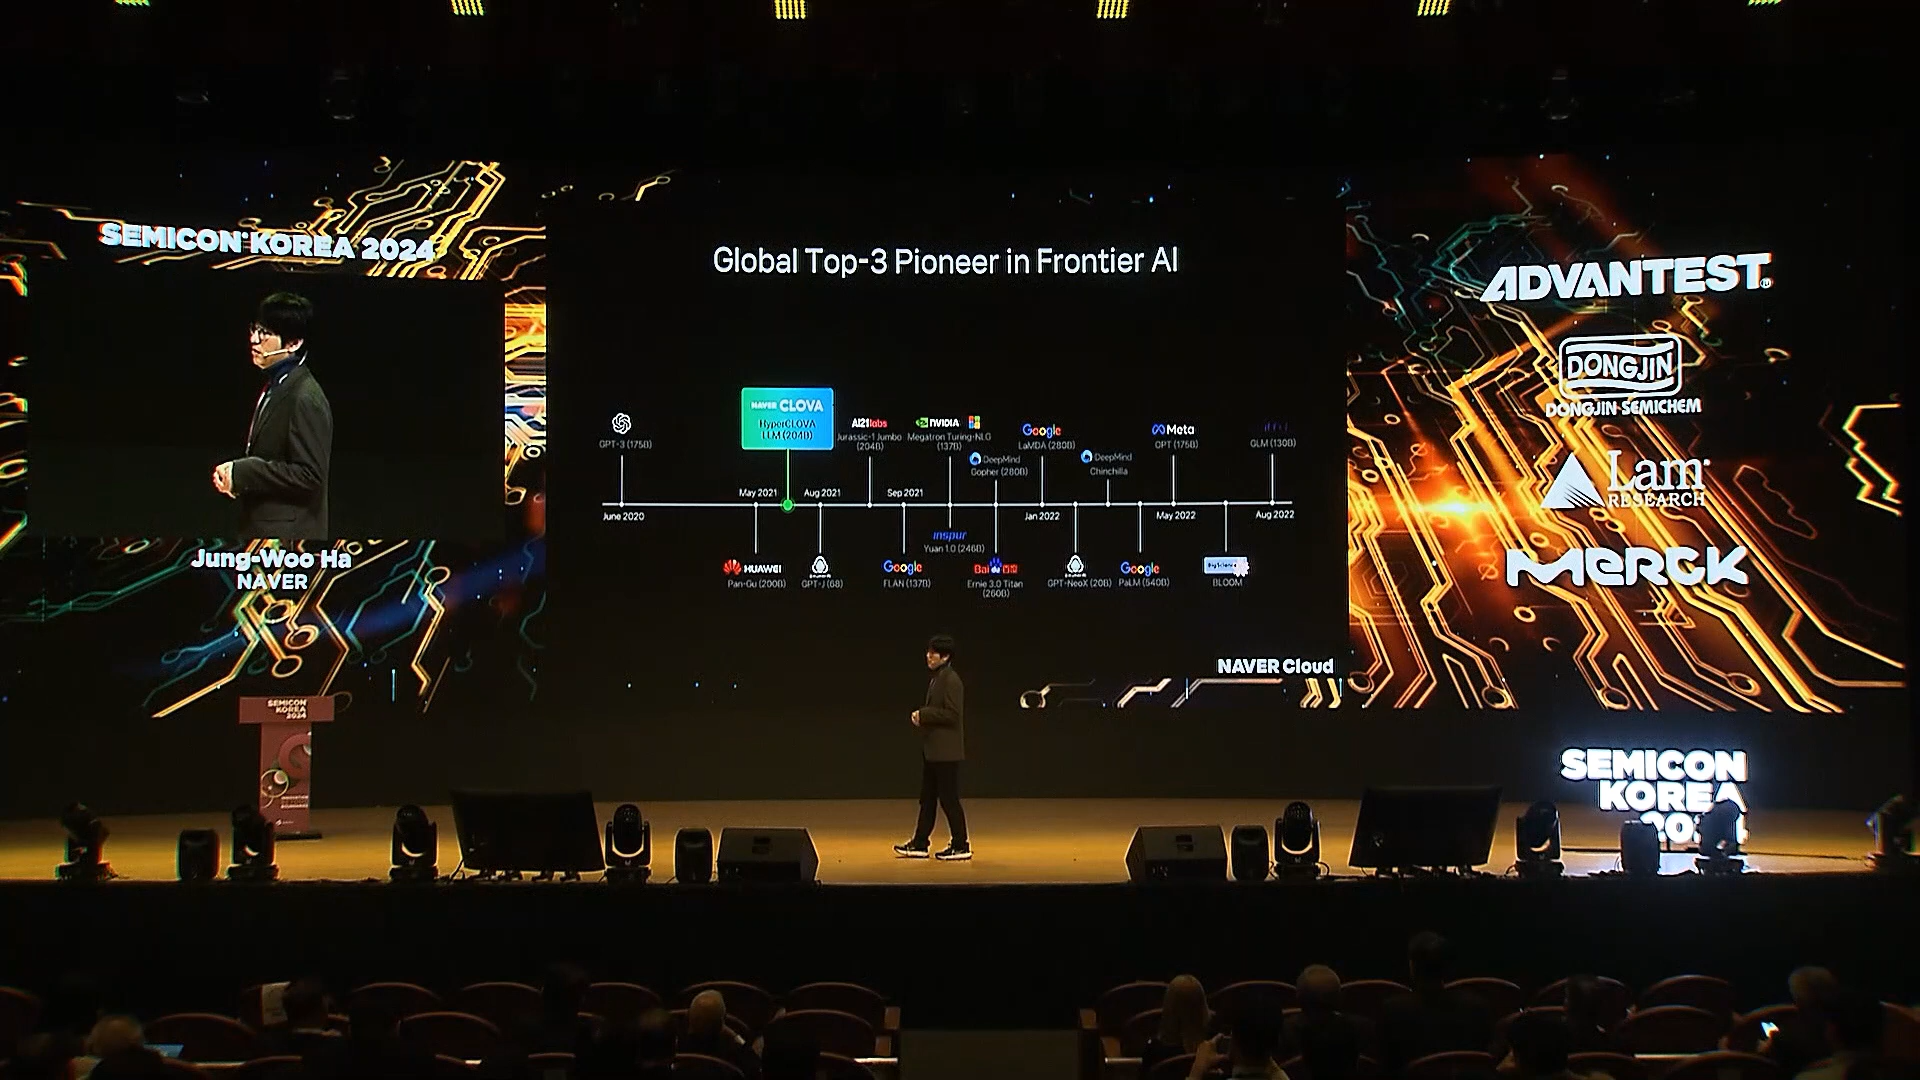 SEMICON KOREA 2024
Jung-Woo Ha
NAVER
SEMICON
KOREA
2024
Global Top-3 Pioneer in Frontier AI
GPT-3 (175B)
NAVER CLOVA
HyperCLOVA
LLM (204B)
AI21labs
Jurassic-1 Jumbo
(204B)
NVIDIA
Megatron Turing-NLG
(137B)
DeepMind
Gopher (280B)
Google
LaMDA (280B)
DeepMind
Chinchilla
Meta
OPT (175B)
GLM (130B)
June 2020
May 2021
Aug 2021
Sep 2021
Jan 2022
May 2022
Aug 2022
HUAWEI
Pan-Gu (200B)
GPT-J (6B)
Google
FLAN (137B)
inspur
Yuan 1.0 (246B)
Ernie 3.0 Titan
(260B)
GPT-NeoX (20B)
Google
PaLM (540B)
BigScience
BLOOM
NAVER Cloud
ADVANTEST
DONGJIN
DONGJIN SEMICHEM
Lam
RESEARCH
MERCK
SEMICON
KOREA